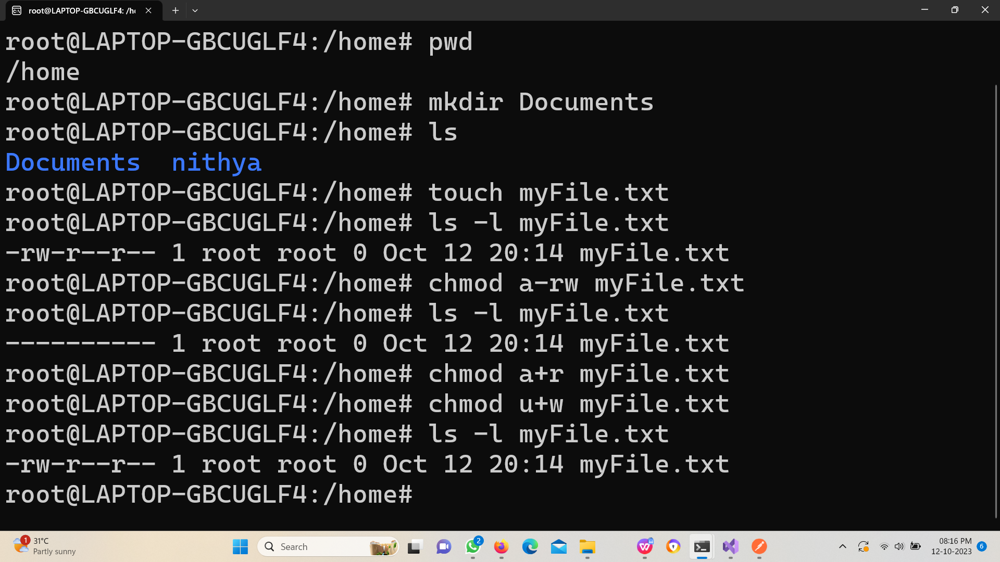 root@LAPTOP-GBCUGLF4: /h
root@LAPTOP-GBCUGLF4:/home# pwd
/home
root@LAPTOP-GBCUGLF4:/home# mkdir Documents
root@LAPTOP-GBCUGLF4:/home# ls
Documents  nithya
root@LAPTOP-GBCUGLF4:/home# touch myFile.txt
root@LAPTOP-GBCUGLF4:/home# ls -l myFile.txt
-rw-r--r-- 1 root root 0 Oct 12 20:14 myFile.txt
root@LAPTOP-GBCUGLF4:/home# chmod a-rw myFile.txt
root@LAPTOP-GBCUGLF4:/home# ls -l myFile.txt
---------- 1 root root 0 Oct 12 20:14 myFile.txt
root@LAPTOP-GBCUGLF4:/home# chmod a+r myFile.txt
root@LAPTOP-GBCUGLF4:/home# chmod u+w myFile.txt
root@LAPTOP-GBCUGLF4:/home# ls -l myFile.txt
-rw-r--r-- 1 root root 0 Oct 12 20:14 myFile.txt
root@LAPTOP-GBCUGLF4:/home#
1
31°C
Partly sunny
Search
2
08:16 PM
12-10-2023
6